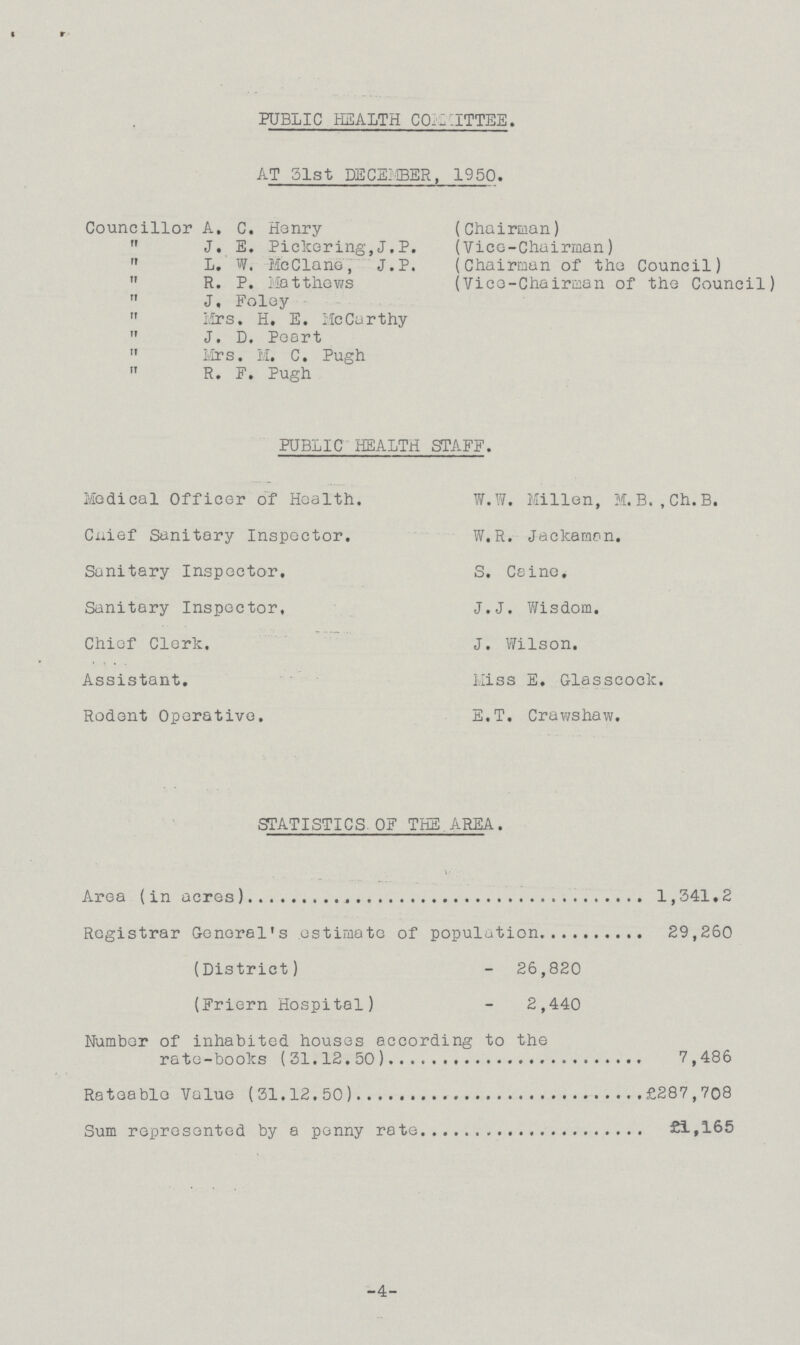 PUBLIC HEALTH COMMITTEE.
AT 31st DECEMBER, 1950.
Councillor A. C. Henry (Chairman)
" J. E. Pickering,J.P. (Vice-Chairman)
" L. W. McClane, J.P. (Chairman of the Council)
" R. P. Matthews (Vice-Chairman of the Council)
" J. Foley
" Mrs. H. E. McCarthy
" J. D. Peart
" Mrs. M. C. Pugh
" R. F. Pugh
PUBLIC HEALTH STAFF.
Medical Officer of Health. W.W. Millen, M.B.,Ch.B.
Chief Sanitary Inspector. W.R. Jackaman.
Sanitary Inspector. S. Caine.
Sanitary Inspector. J.J. Wisdom.
Chief Clerk. J. Wilson.
Assistant. Miss E. Glasscock.
Rodent Operative. E.T. Crawshaw.
STATISTICS OF THE AREA.
Area (in acres)...................................... 1,341.2
Registrar General's estimate of population.......... 29,260
(District) - 26,820
(Friern Hospital) - 2,440
Number of inhabited houses according to the
rate-books (31.12.50)........................ 7,486
Rateable Value (31.12.50)...........................£287,708
Sum represented by a penny rate..................... £1,165
-4-